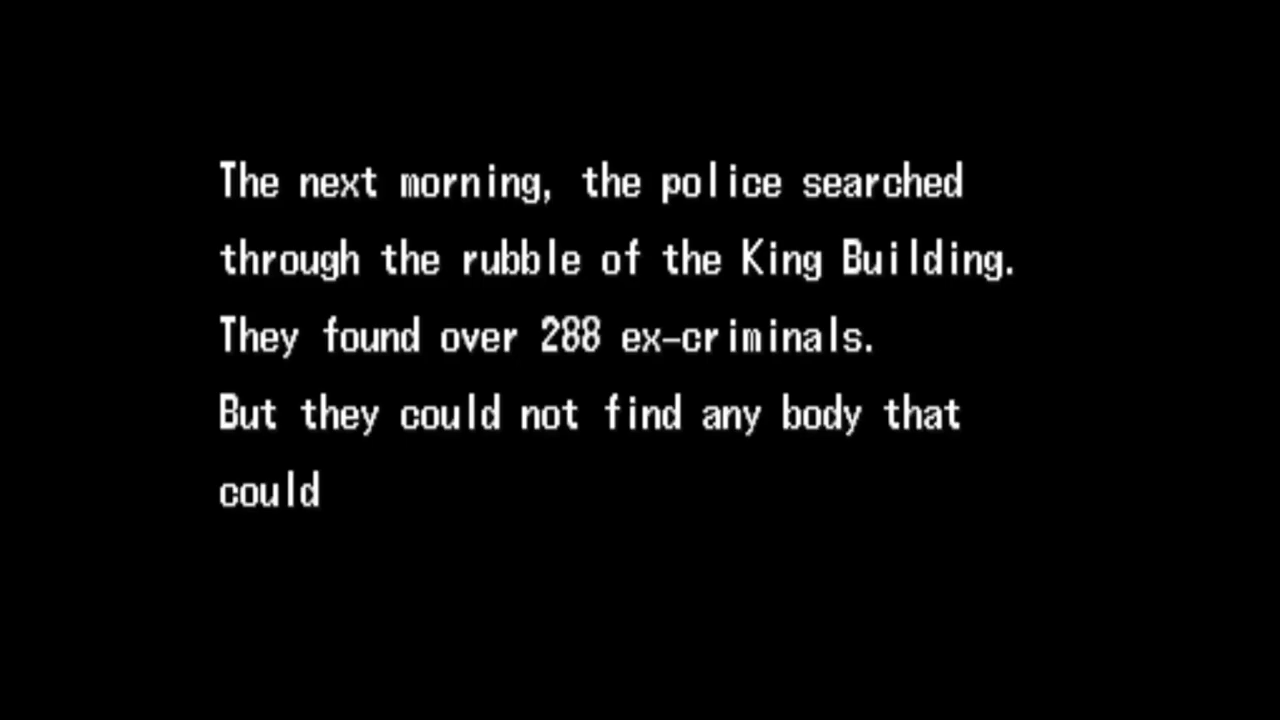 The next morning, the police searched
through the rubble of the King Building.
They found over 288 ex-criminals.
But they could not find any body that
could